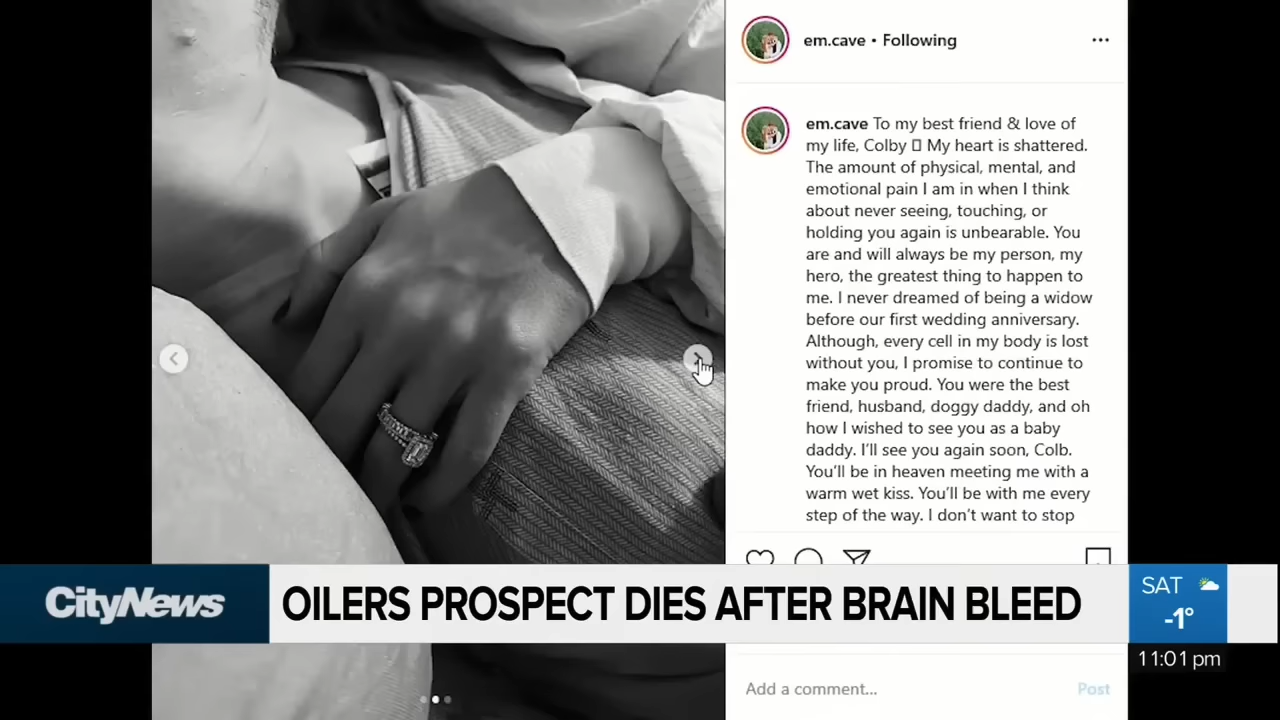 em.cave • Following
em.cave To my best friend & love of
my life, Colby ▯ My heart is shattered.
The amount of physical, mental, and
emotional pain I am in when I think
about never seeing, touching, or
holding you again is unbearable. You
are and will always be my person, my
hero, the greatest thing to happen to
me. I never dreamed of being a widow
before our first wedding anniversary.
Although, every cell in my body is lost
without you, I promise to continue to
make you proud. You were the best
friend, husband, doggy daddy, and oh
how I wished to see you as a baby
daddy. I'll see you again soon, Colb.
You'll be in heaven meeting me with a
warm wet kiss. You'll be with me every
step of the way. I don't want to stop
CityNews
OILERS PROSPECT DIES AFTER BRAIN BLEED
SAT
-1°
11:01 pm
Add a comment...
Post